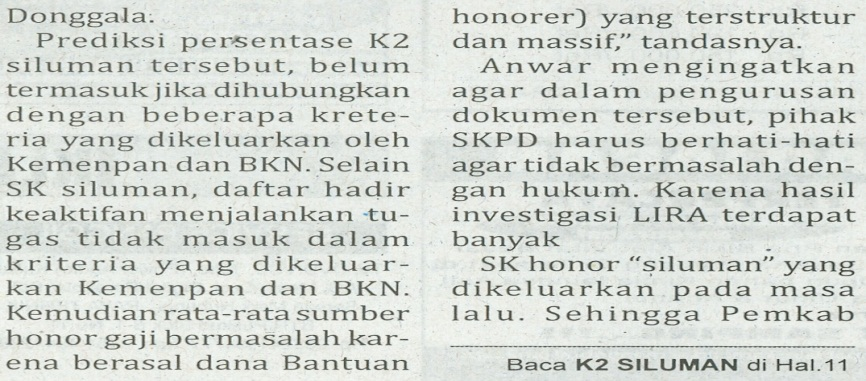 Donggala.
Prediksi persentase K2
siluman tersebut, belum
termasuk jika dihubungkan
dengan beberapa krete-
ria yang dikeluarkan oleh
Kemenpan dan BKN. Selain
SK siluman, daftar hadir
keaktifan menjalankan tu-
gas tidak masuk dalam
kriteria yang dikeluar-
kan Kemenpan dan BKN.
Kemudian rata-rata sumber
honor gaji bermasalah kar-
ena berasal dana Bantuan
honorer) yang terstruktur
dan massif,” tandasnya.
Anwar mengingatkan
agar dalam pengurusan
dokumen tersebut, pihak
SKPD harus berhati-hati
agar tidak bermasalah den-
gan hukum. Karena hasil
investigasi LIRA terdapat
banyak
SK honor “siluman” yang
dikeluarkan pada masa
lalu. Sehingga Pemkab
Baca K2 SILUMAN di Hal.11